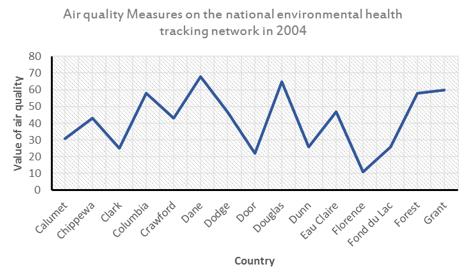 Air quality Measures on the national environmental health
tracking network in 2004
Value of air quality
80
70
60
50
40
30
20
10
0
Calumet
Chippewa
Clark
Columbia
Crawford
Dane
Dodge
Door
Douglas
Dunn
Eau Claire
Florence
Fond du Lac
Forest
Grant
Country